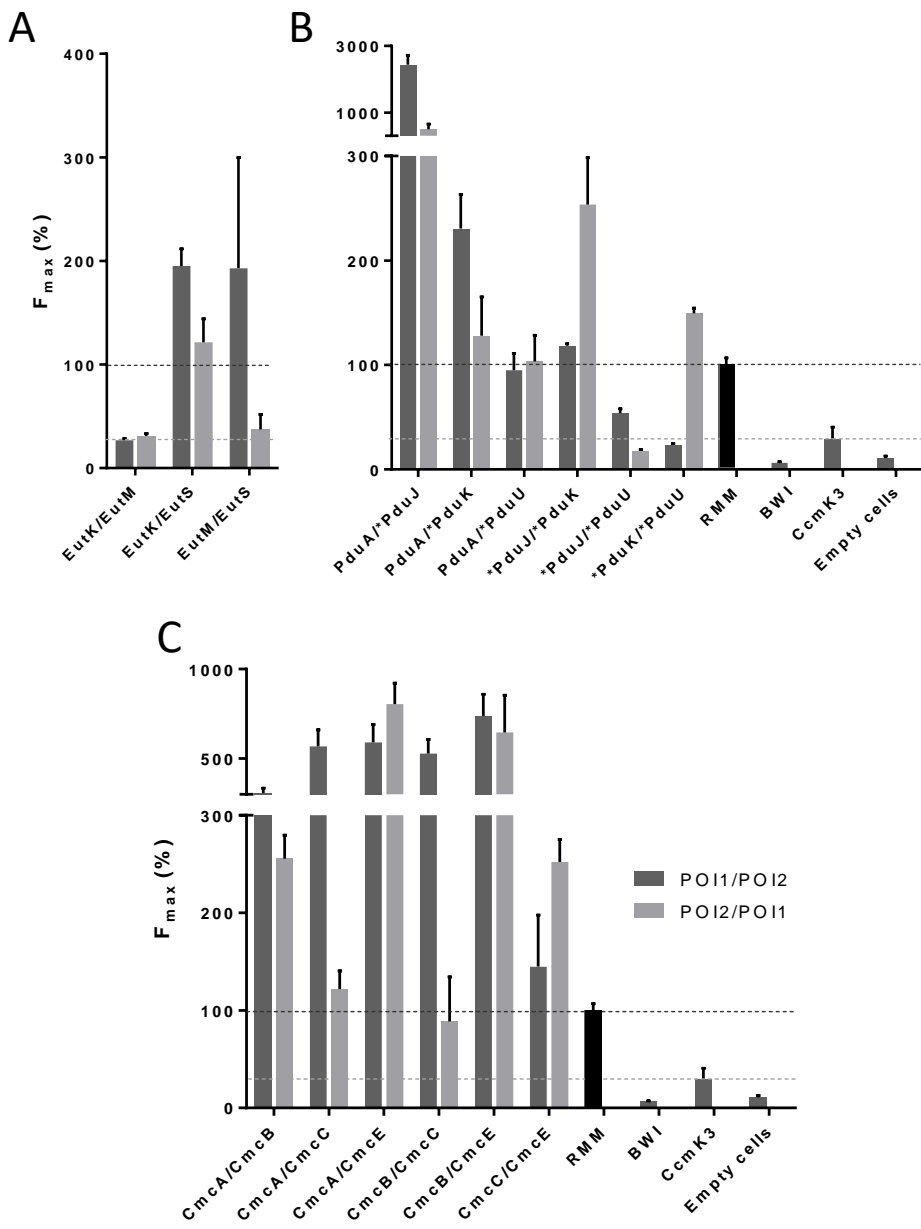 A
400
300
200
100
0
F max (%)
EutK/EutM
EutK/EutS
EutM/EutS
B
3000
1000
300
200
100
0
PduA/*PduJ
PduA/*PduK
PduA/*PduU
*PduJ/*PduK
*PduJ/*PduU
*PduK/*PduU
RMM
BWI
CcmK3
Empty cells
C
1000
500
300
200
100
0
F max (%)
POI1/POI2
POI2/POI1
CmcA/CmcB
CmcA/CmcC
CmcA/CmcE
CmcB/CmcC
CmcB/CmcE
CmcC/CmcE
RMM
BWI
CcmK3
Empty cells